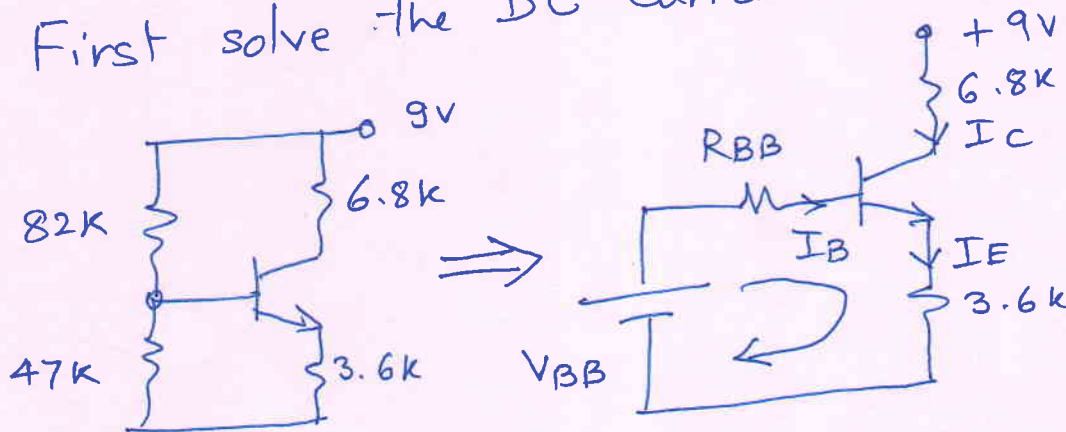 First solve the DC
9V
82K
6.8K
47K
3.6K
+9V
6.8K
IC
RBB
IB
IE
3.6K
VBB